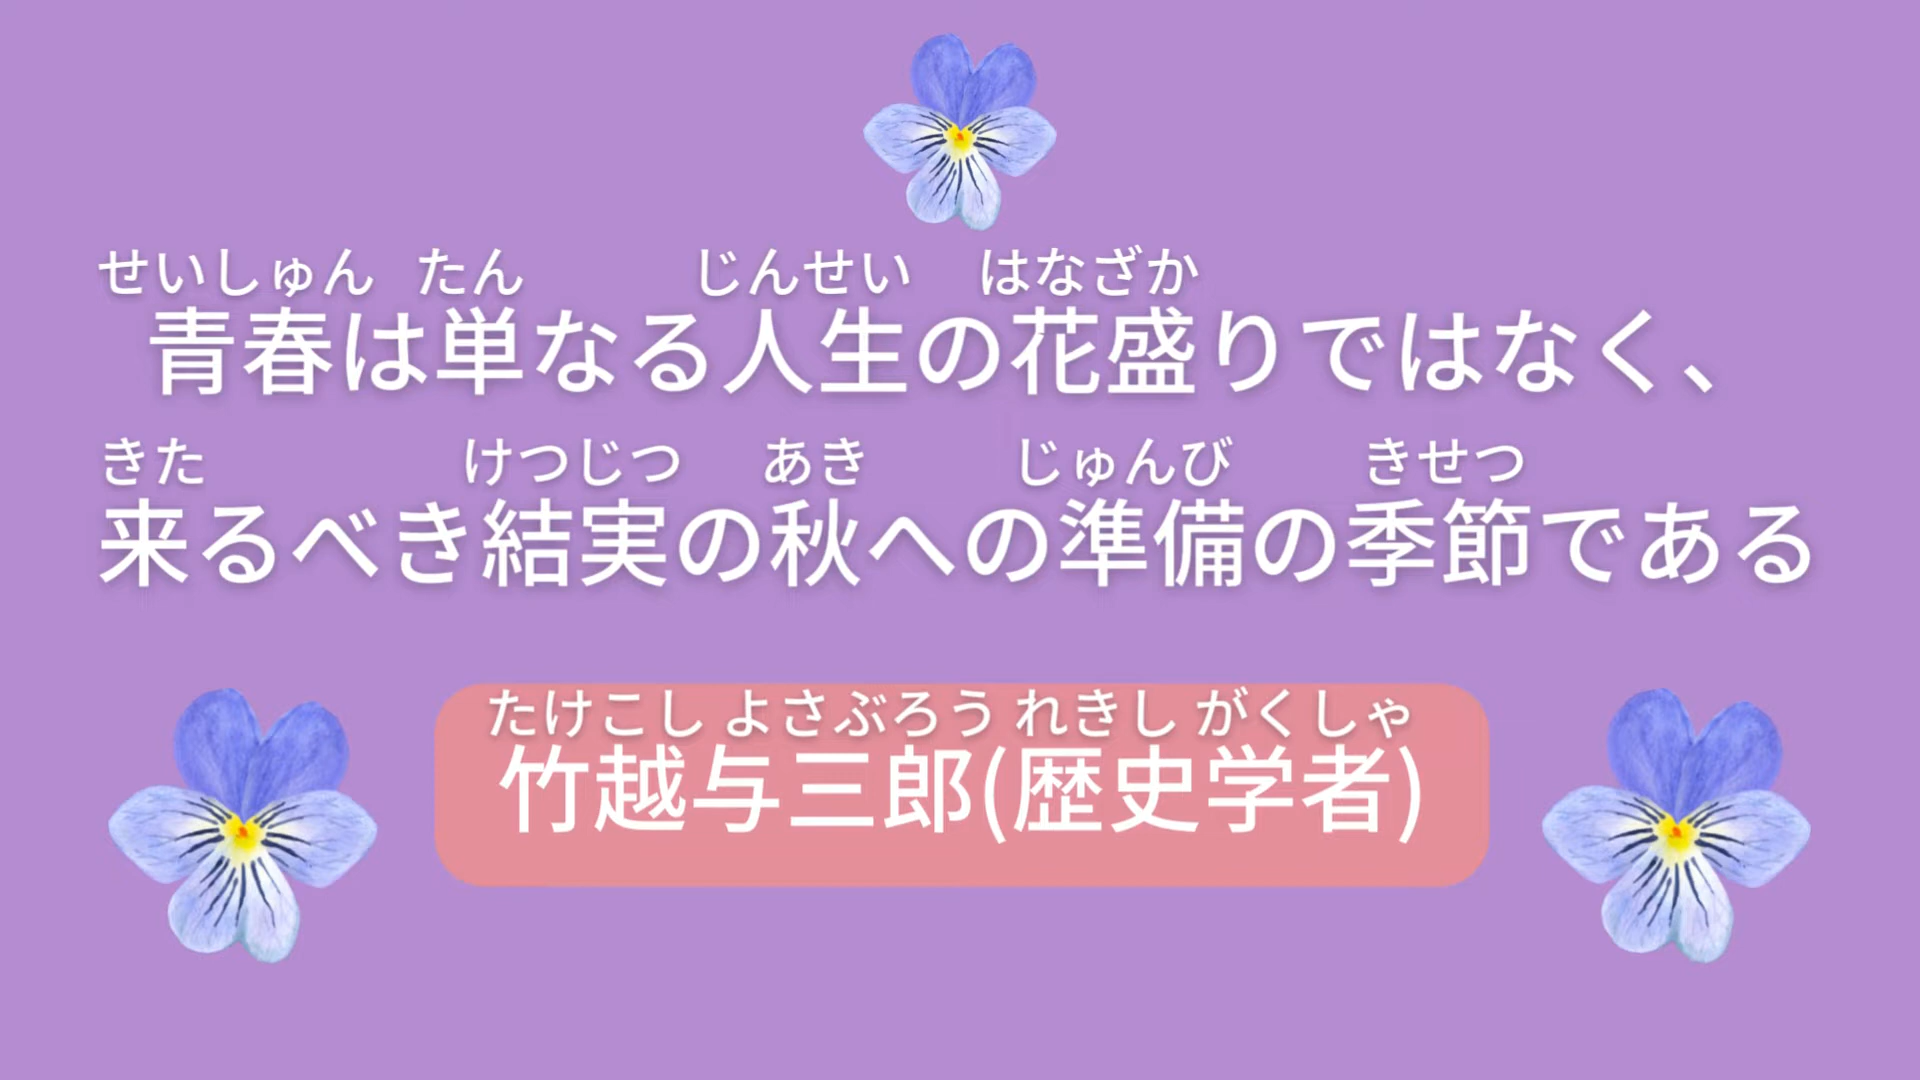 せいしゅん たん じんせい はなざか
青春は単なる人生の花盛りではなく、
きた けつじつ あき じゅんび きせつ
来るべき結実の秋への準備の季節である
たけこし よさぶろう れきし がくしゃ
竹越与三郎(歴史学者)